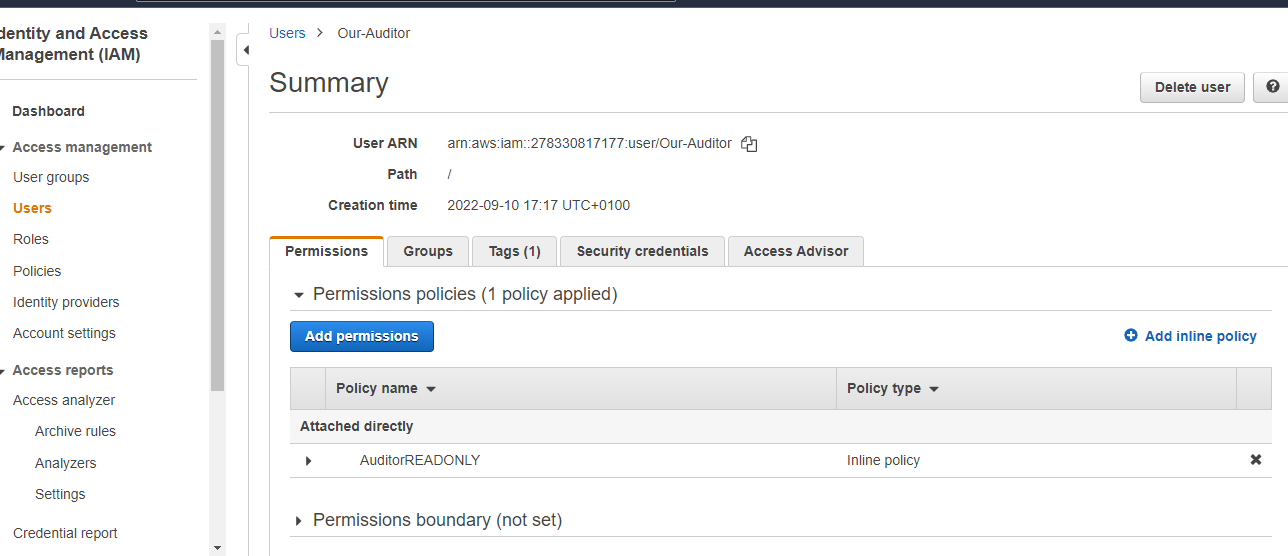 dentity and Access
Management (IAM)
Dashboard
Access management
User groups
Users
Roles
Policies
Identity providers
Account settings
Access reports
Access analyzer
Archive rules
Analyzers
Settings
Credential report
Users > Our-Auditor
Summary
Delete user
?
User ARN arn:aws:iam::278330817177:user/Our-Auditor
Path /
Creation time 2022-09-10 17:17 UTC+0100
Permissions Groups Tags (1) Security credentials Access Advisor
Permissions policies (1 policy applied)
Add permissions Add inline policy
Policy name Policy type
Attached directly
AuditorREADONLY Inline policy
Permissions boundary (not set)